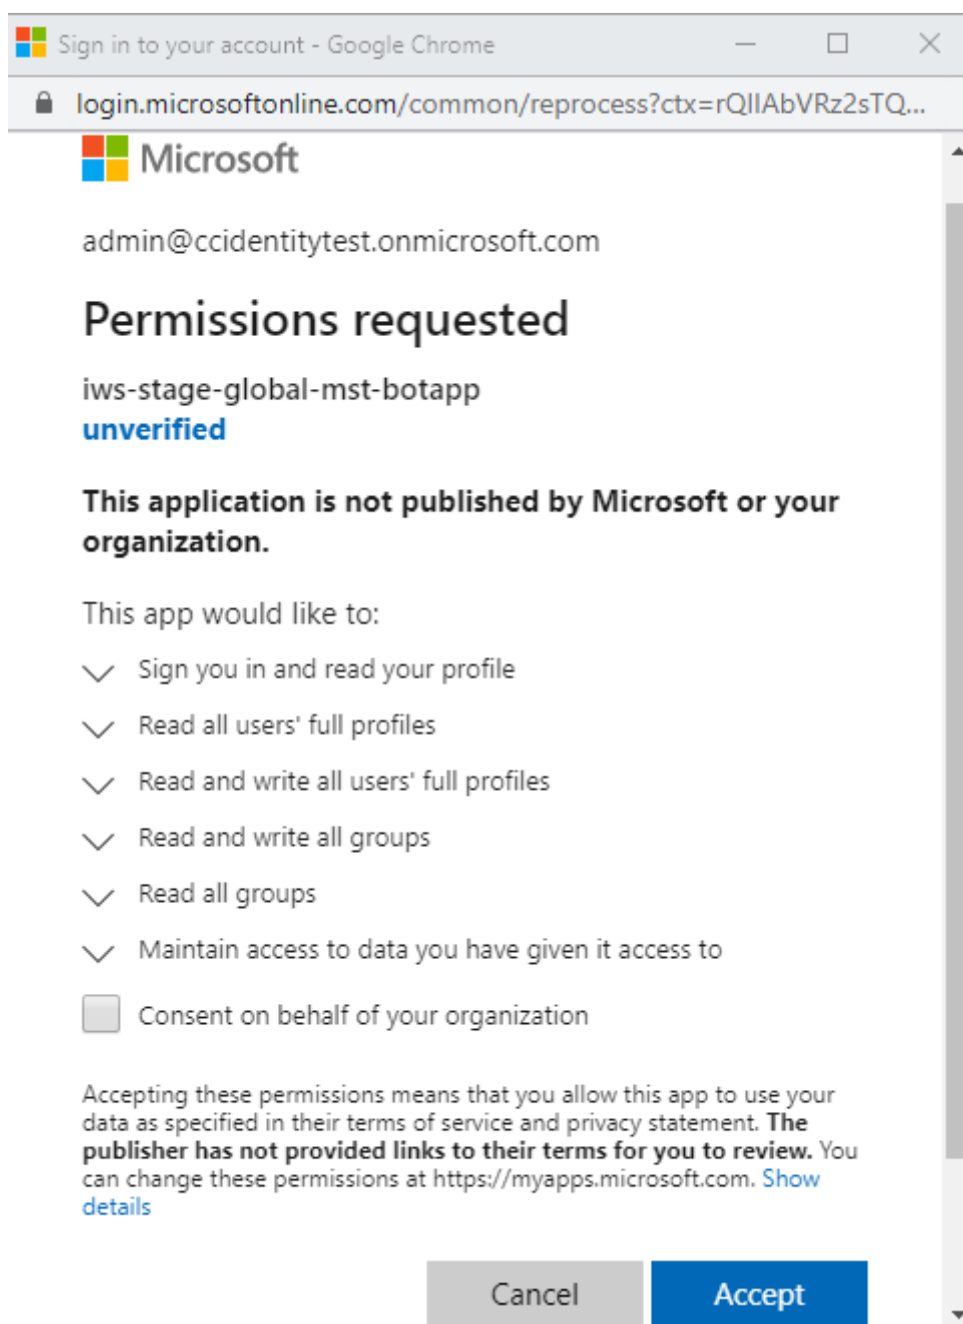 Sign in to your account - Google Chrome
login.microsoftonline.com/common/reprocess?ctx=rQIIAbVRz2sTQ...
Microsoft
admin@ccidentitytest.onmicrosoft.com
Permissions requested
iws-stage-global-mst-botapp
unverified
This application is not published by Microsoft or your
organization.
This app would like to:
Sign you in and read your profile
Read all users' full profiles
Read and write all users' full profiles
Read and write all groups
Read all groups
Maintain access to data you have given it access to
Consent on behalf of your organization
Accepting these permissions means that you allow this app to use your
data as specified in their terms of service and privacy statement. The
publisher has not provided links to their terms for you to review. You
can change these permissions at https://myapps.microsoft.com. Show
details
Cancel
Accept